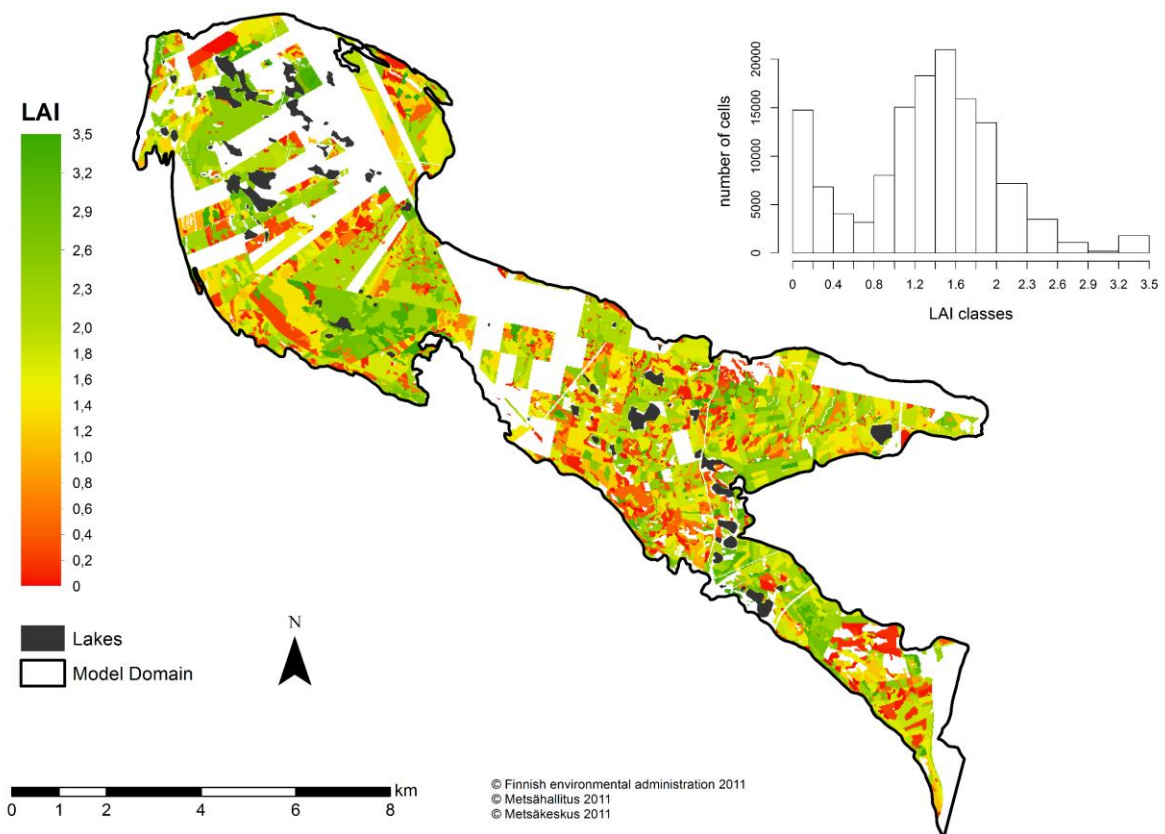 LAI
3,5
3,2
2,9
2,6
2,3
2,0
1,6
1,4
1,2
1,0
0,8
0,6
0,4
0,2
0
Lakes
Model Domain
N
0 1 2 4 6 8 km
© Finnish environmental administration 2011
© Metsähallitus 2011
© Metsäkeskus 2011
number of cells
20000
15000
10000
5000
0
0 0.4 0.8 1.2 1.6 2 2.3 2.6 2.9 3.2 3.5
LAI classes